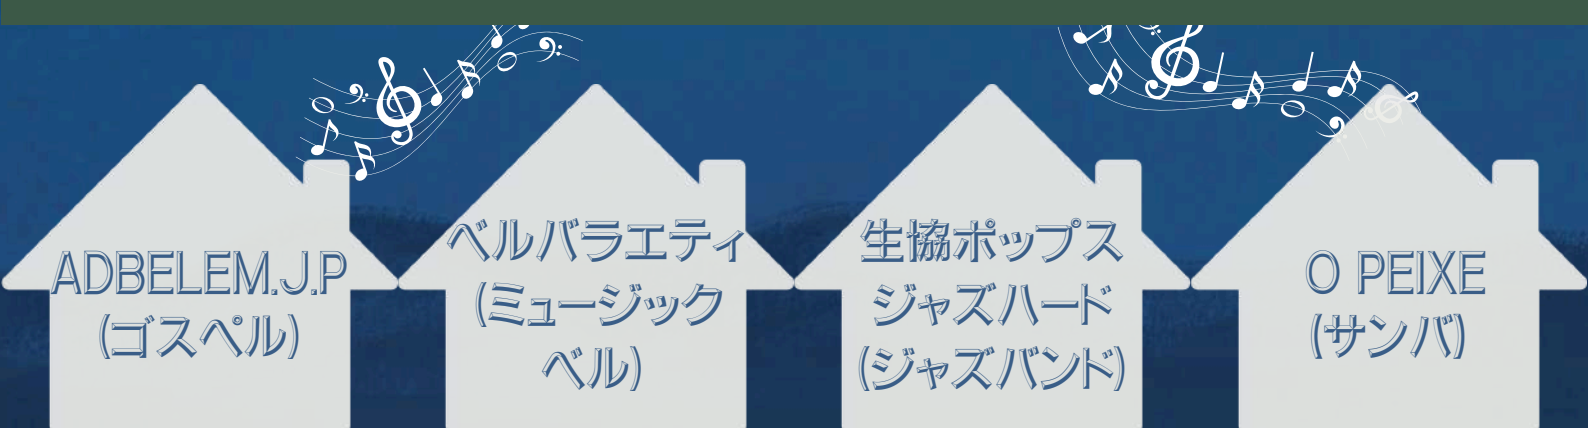 ADBELEM.J.P
(ゴスペル)
ベルバラエティ
(ミュージック
ベル)
生協ポップス
ジャズハード
(ジャズバンド)
O PEIXE
(サンバ)